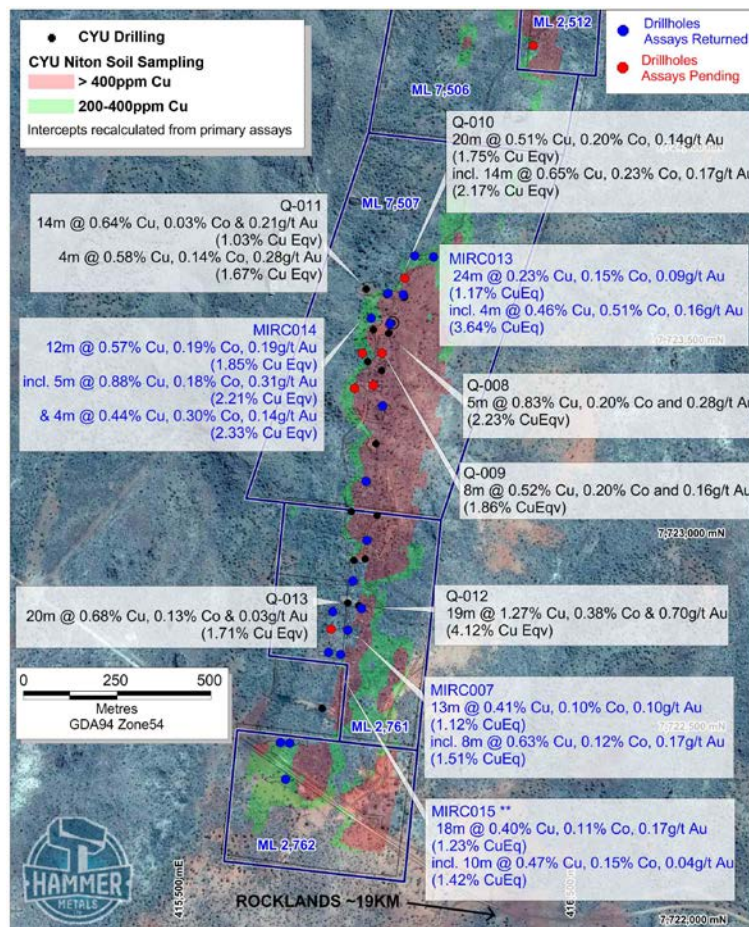 CYU Drilling
CYU Niton Soil Sampling
> 400ppm Cu
200-400ppm Cu
Intercepts recalculated from primary assays
ML 2,512
Drillholes
Assays Returned
Drillholes
Assays Pending
ML 7,506
Q-010
20m @ 0.51% Cu, 0.20% Co, 0.14g/t Au
(1.75% Cu Eqv)
incl. 14m @ 0.65% Cu, 0.23% Co, 0.17g/t Au
(2.17% Cu Eqv)
ML 7,507
Q-011
14m @ 0.64% Cu, 0.03% Co & 0.21g/t Au
(1.03% Cu Eqv)
4m @ 0.58% Cu, 0.14% Co, 0.28g/t Au
(1.67% Cu Eqv)
MIRC013
24m @ 0.23% Cu, 0.15% Co, 0.09g/t Au
(1.17% CuEq)
incl. 4m @ 0.46% Cu, 0.51% Co, 0.16g/t Au
(3.64% CuEq)
7,723,500 mN
MIRC014
12m @ 0.57% Cu, 0.19% Co, 0.19g/t Au
(1.85% Cu Eqv)
incl. 5m @ 0.88% Cu, 0.18% Co, 0.31g/t Au
(2.21% Cu Eqv)
& 4m @ 0.44% Cu, 0.30% Co, 0.14g/t Au
(2.33% Cu Eqv)
Q-008
5m @ 0.83% Cu, 0.20% Co and 0.28g/t Au
(2.23% CuEqv)
Q-009
8m @ 0.52% Cu, 0.20% Co and 0.16g/t Au
(1.86% CuEqv)
7,723,000 mN
Q-013
20m @ 0.68% Cu, 0.13% Co & 0.03g/t Au
(1.71% Cu Eqv)
Q-012
19m @ 1.27% Cu, 0.38% Co & 0.70g/t Au
(4.12% Cu Eqv)
0 250 500
Metres
GDA94 Zone54
MIRC007
13m @ 0.41% Cu, 0.10% Co, 0.10g/t Au
(1.12% CuEq)
incl. 8m @ 0.63% Cu, 0.12% Co, 0.17g/t Au
(1.51% CuEq)
7,722,500 mN
ML 2,761
MIRC015 **
18m @ 0.40% Cu, 0.11% Co, 0.17g/t Au
(1.23% CuEq)
incl. 10m @ 0.47% Cu, 0.15% Co, 0.04g/t Au
(1.42% CuEq)
ML 2,762
HAMMER
METALS
415,500 mE
ROCKLANDS ~19KM
7,722,000 mN